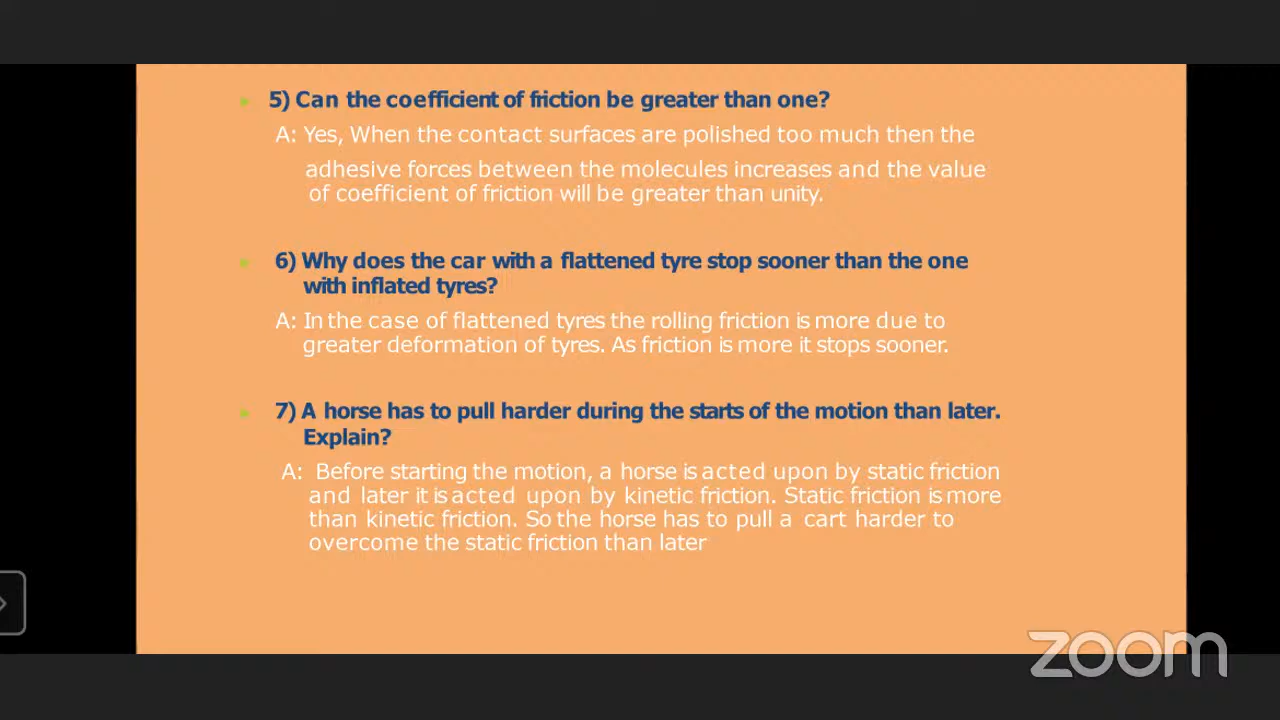 5) Can the coefficient of friction be greater than one?
A: Yes, When the contact surfaces are polished too much then the
adhesive forces between the molecules increases and the value
of coefficient of friction will be greater than unity.
6) Why does the car with a flattened tyre stop sooner than the one
with inflated tyres?
A: In the case of flattened tyres the rolling friction is more due to
greater deformation of tyres. As friction is more it stops sooner.
7) A horse has to pull harder during the starts of the motion than later.
Explain?
A: Before starting the motion, a horse is acted upon by static friction
and later it is acted upon by kinetic friction. Static friction is more
than kinetic friction. So the horse has to pull a cart harder to
overcome the static friction than later
zoom